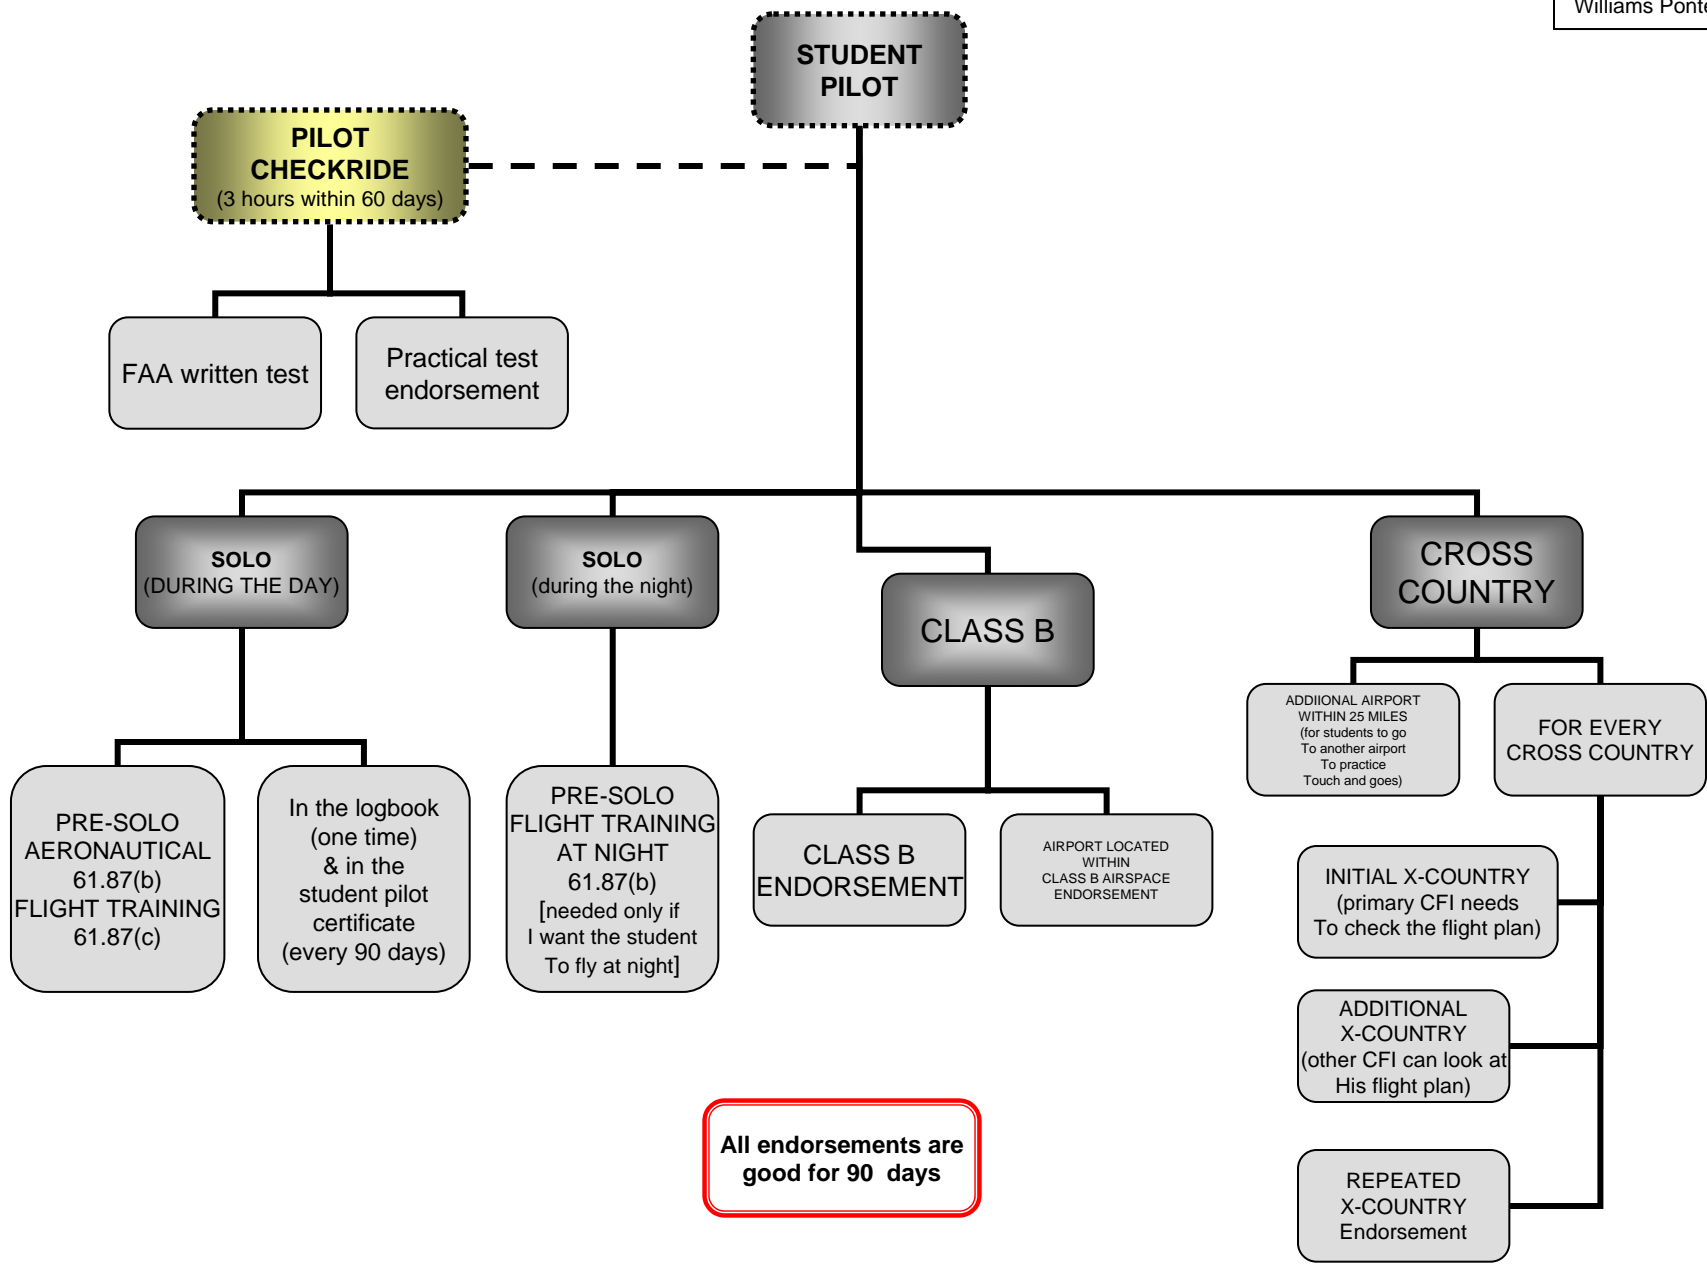 Williams
STUDENT
PILOT
PILOT
CHECKRIDE
(3 hours within 60 days)
FAA written test
Practical test
endorsement
SOLO
(DURING THE DAY)
SOLO
(during the night)
CLASS B
CROSS
COUNTRY
PRE-SOLO
AERONAUTICAL
61.87(b)
FLIGHT TRAINING
61.87(c)
In the logbook
(one time)
& in the
student pilot
certificate
(every 90 days)
PRE-SOLO
FLIGHT TRAINING
AT NIGHT
61.87(b)
[needed only if
I want the student
To fly at night]
CLASS B
ENDORSEMENT
AIRPORT LOCATED
WITHIN
CLASS B AIRSPACE
ENDORSEMENT
ADDIIONAL AIRPORT
WITHIN 25 MILES
(for students to go
To another airport
To practice
Touch and goes)
FOR EVERY
CROSS COUNTRY
INITIAL X-COUNTRY
(primary CFI needs
To check the flight plan)
ADDITIONAL
X-COUNTRY
(other CFI can look at
His flight plan)
REPEATED
X-COUNTRY
Endorsement
All endorsements are
good for 90 days